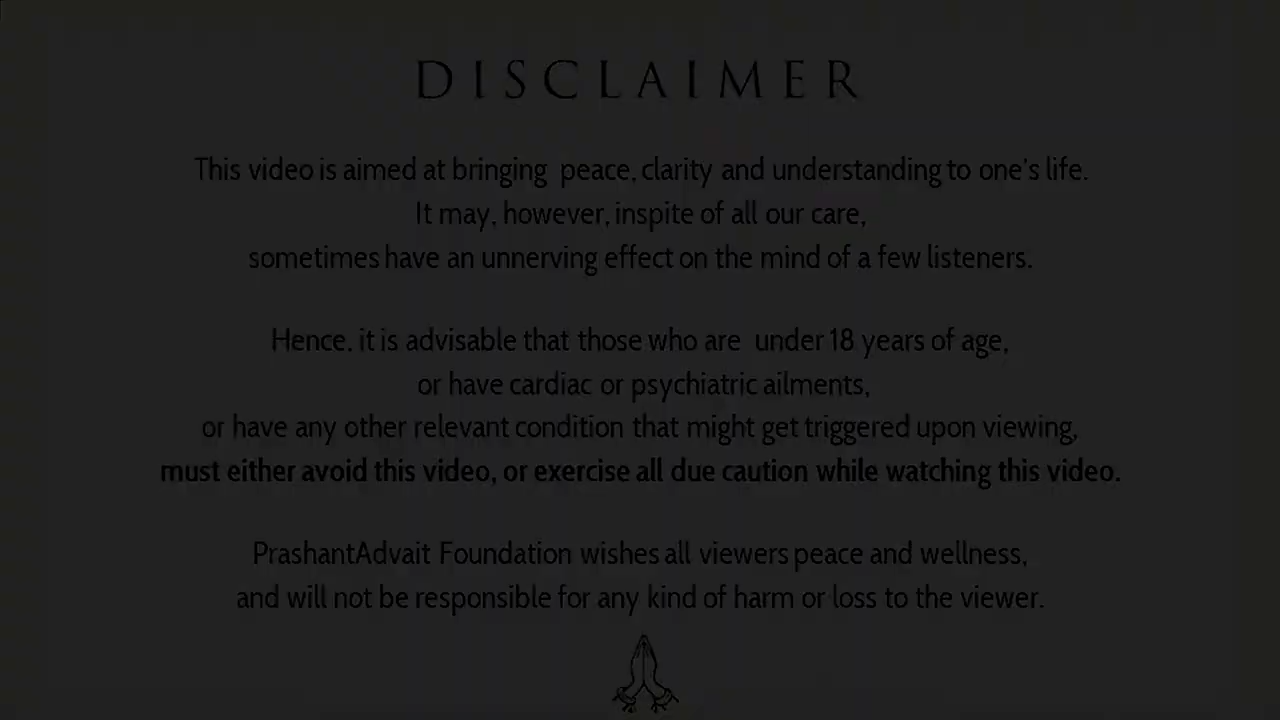 DISCLAIMER
This video is aimed at bringing peace, clarity and understanding to one's life.
It may, however, inspite of all our care,
sometimes have an unnerving effect on the mind of a few listeners.
Hence, it is advisable that those who are under 18 years of age,
or have cardiac or psychiatric ailments,
or have any other relevant condition that might get triggered upon viewing,
must either avoid this video, or exercise all due caution while watching this video.
PrashantAdvait Foundation wishes all viewers peace and wellness,
and will not be responsible for any kind of harm or loss to the viewer.